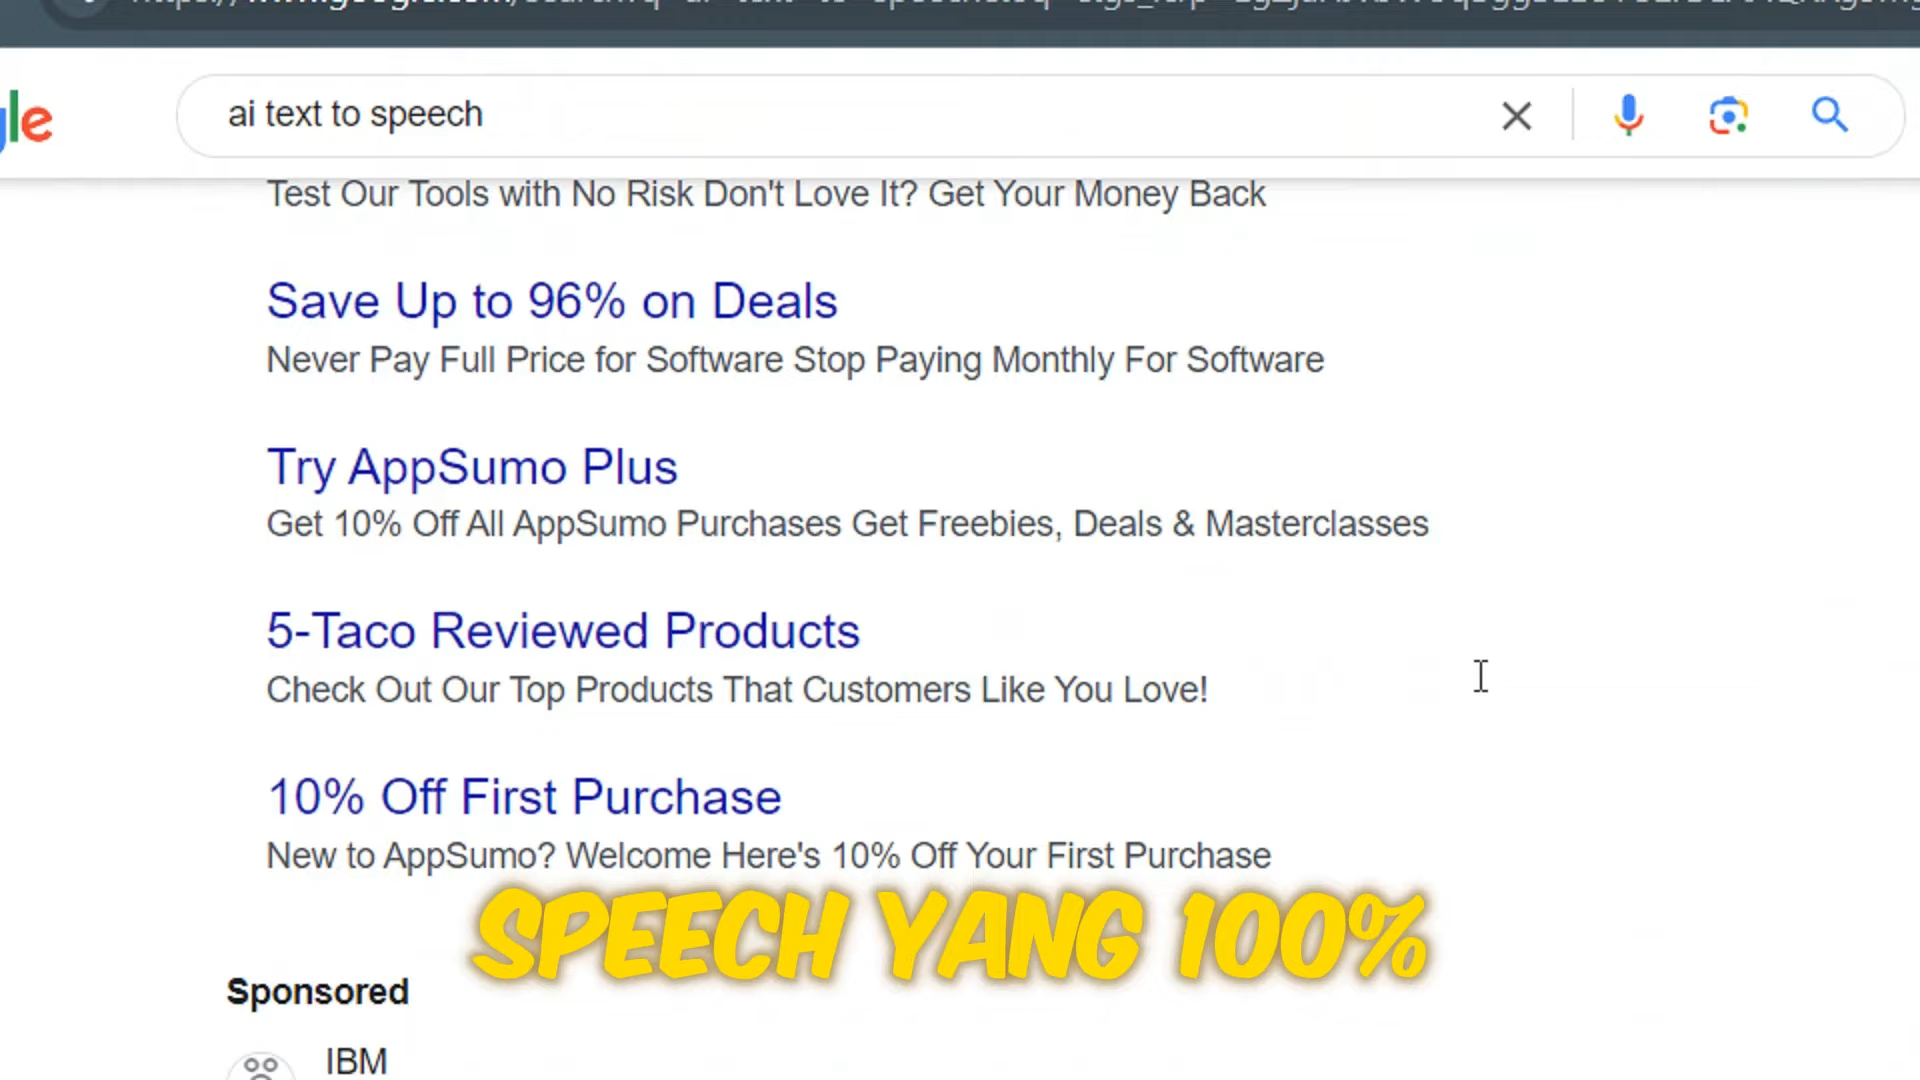 ai text to speech
Test Our Tools with No Risk Don't Love It? Get Your Money Back
Save Up to 96% on Deals
Never Pay Full Price for Software Stop Paying Monthly For Software
Try AppSumo Plus
Get 10% Off All AppSumo Purchases Get Freebies, Deals & Masterclasses
5-Taco Reviewed Products
Check Out Our Top Products That Customers Like You Love!
10% Off First Purchase
New to AppSumo? Welcome Here's 10% Off Your First Purchase
SPEECH YANG 100%
Sponsored
IBM